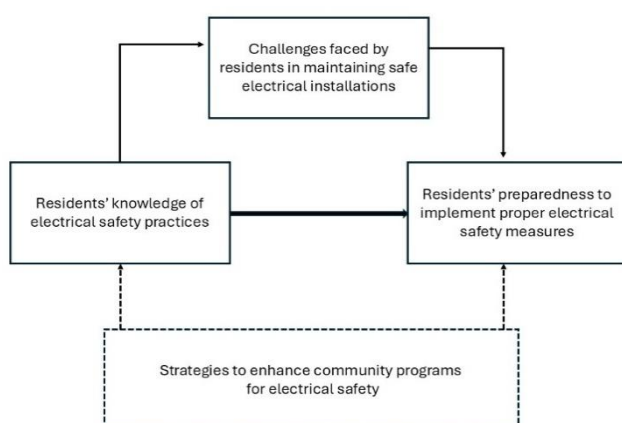 Challenges faced by
residents in maintaining safe
electrical installations
Residents’ knowledge of
electrical safety practices
Residents’ preparedness to
implement proper electrical
safety measures
Strategies to enhance community programs
for electrical safety